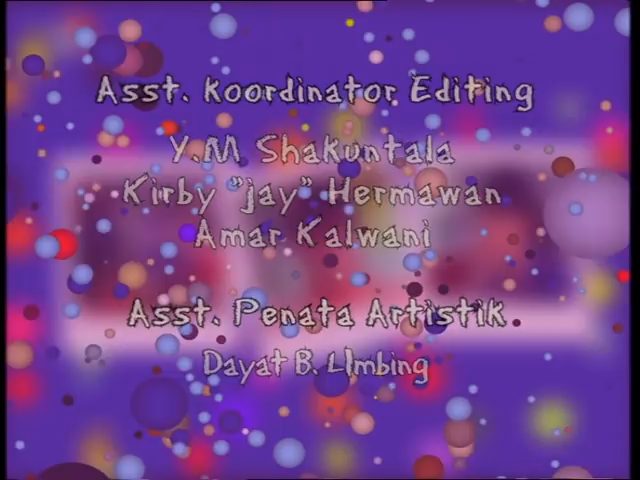 Asst. Koordinator Editing
Y.M Shakuntala
Kirby "jay" Hermawan
Amar Kalwani
Asst. Penata Artistik
Dayat B. LImbing